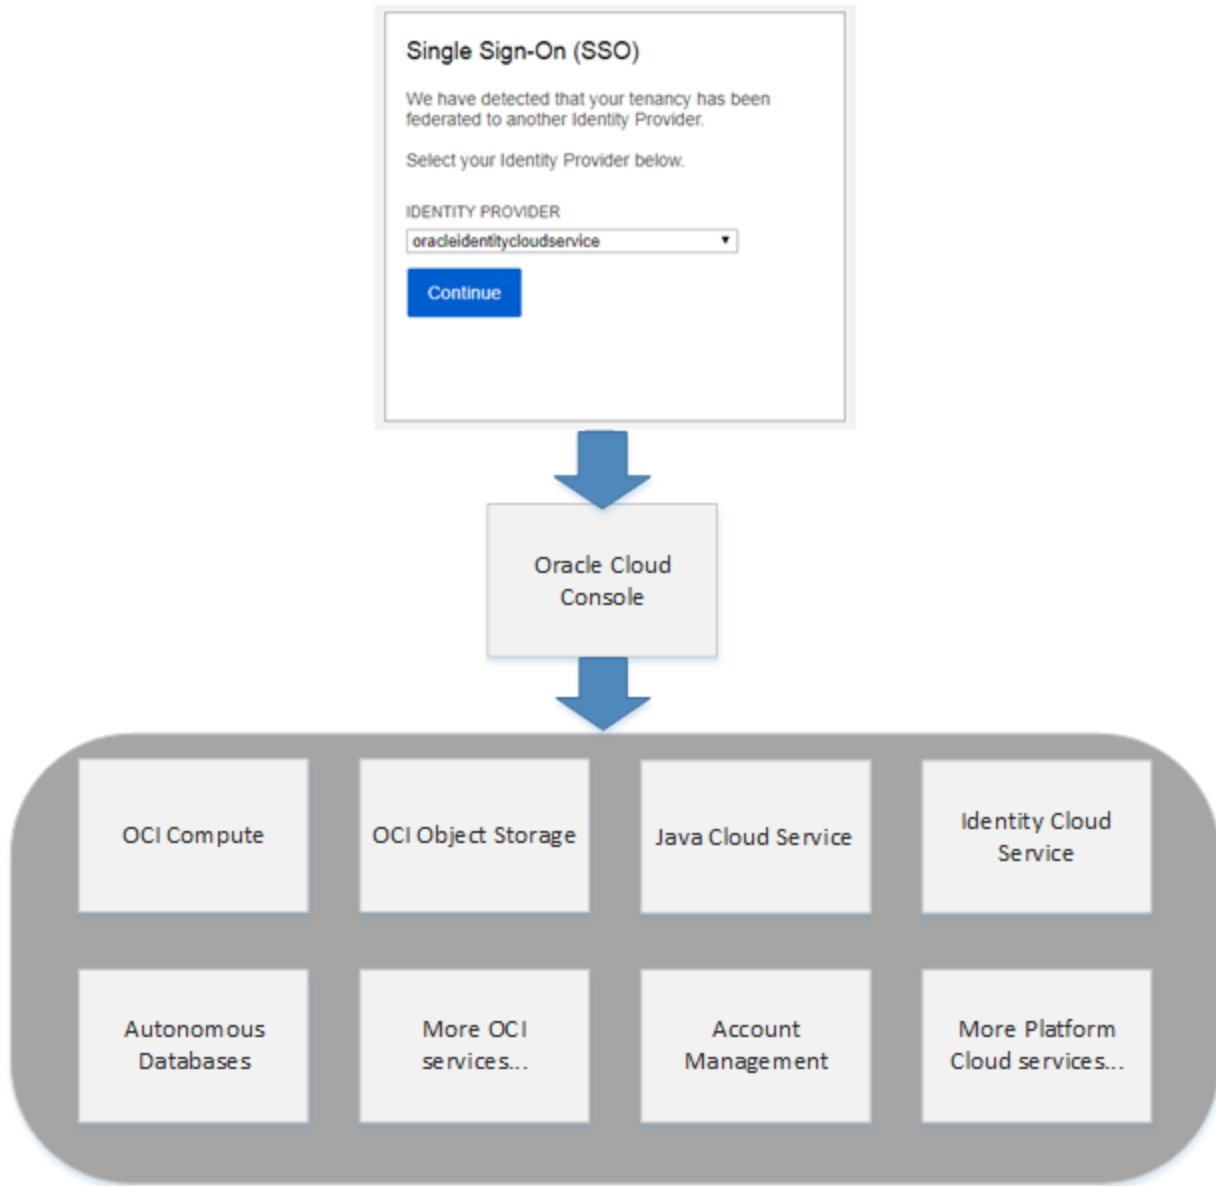 Single Sign-On (SSO)
We have detected that your tenancy has been
federated to another Identity Provider.
Select your Identity Provider below.
IDENTITY PROVIDER
oracleidentitycloudservice
Continue
Oracle Cloud
Console
OCI Compute
OCI Object Storage
Java Cloud Service
Identity Cloud
Service
Autonomous
Databases
More OCI
services...
Account
Management
More Platform
Cloud services...